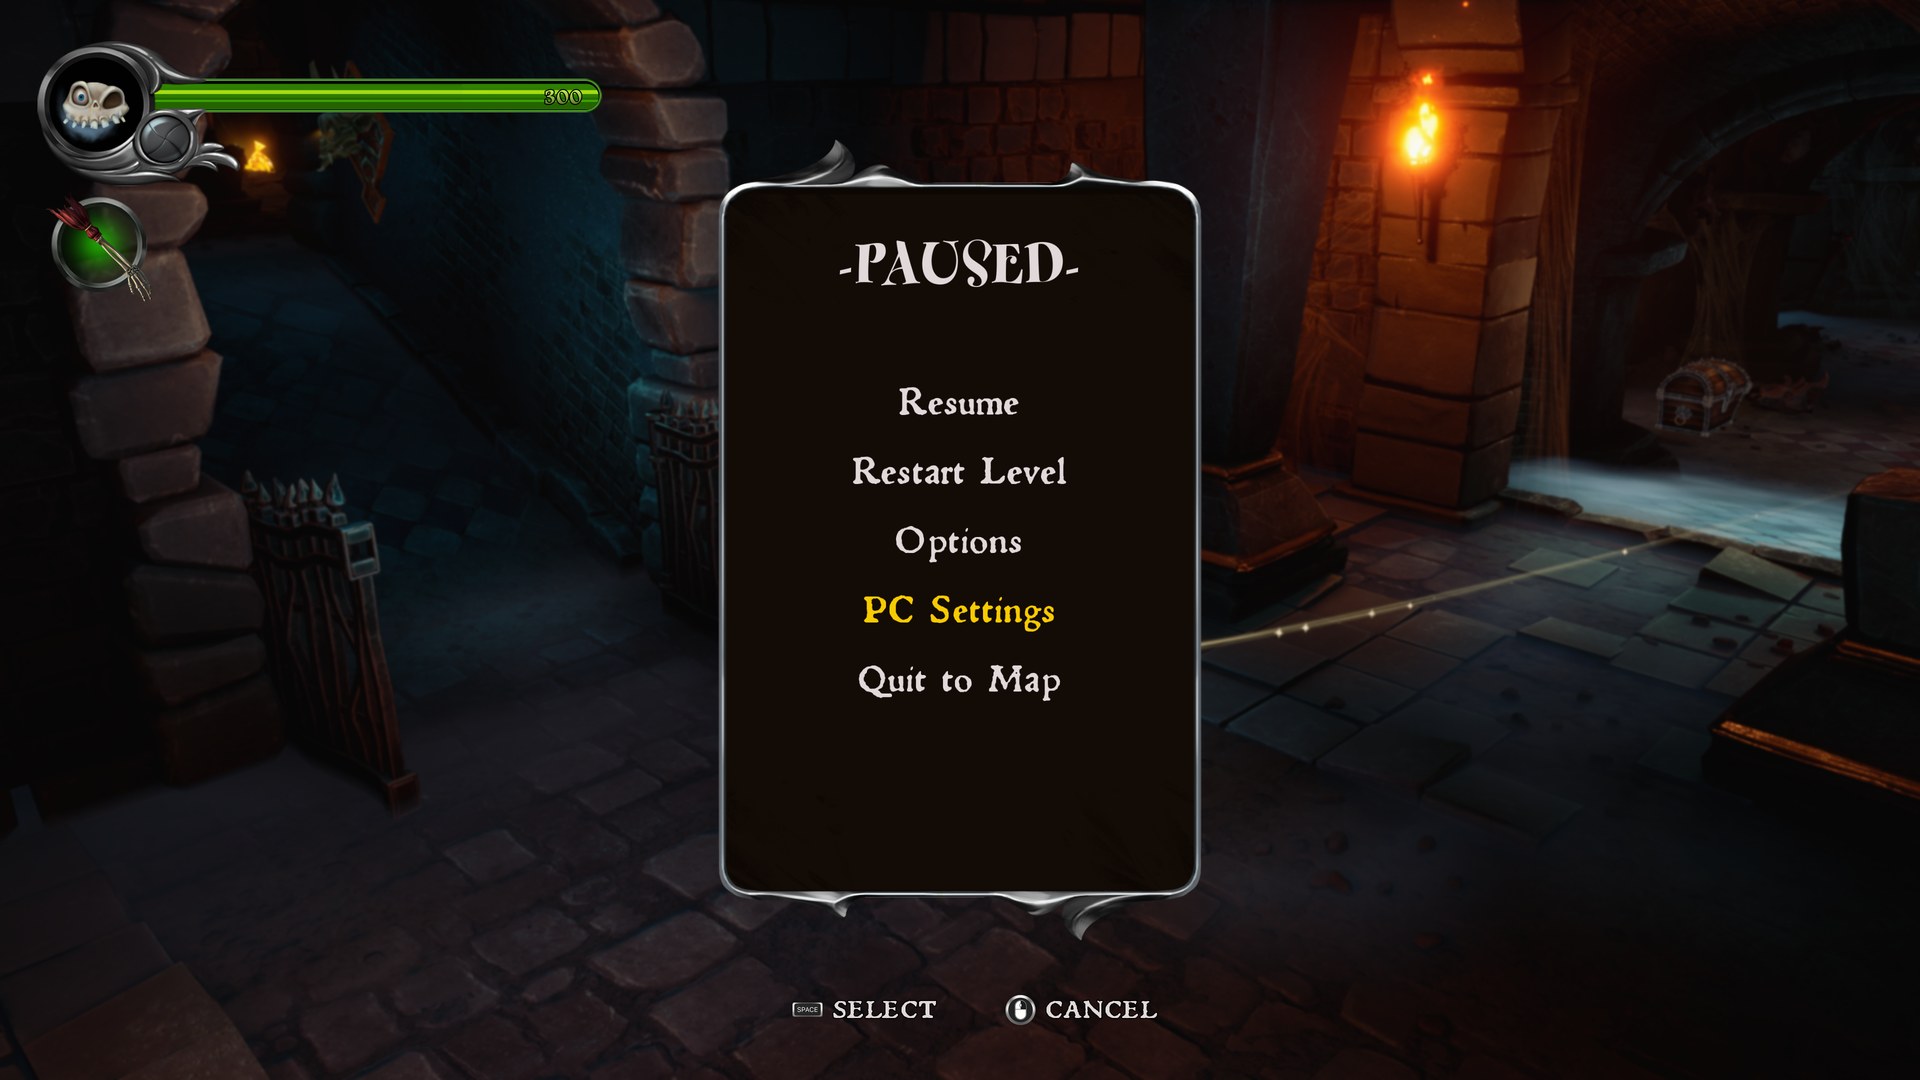 300
-PAUSED-
Resume
Restart Level
Options
PC Settings
Quit to Map
SPACE SELECT CANCEL